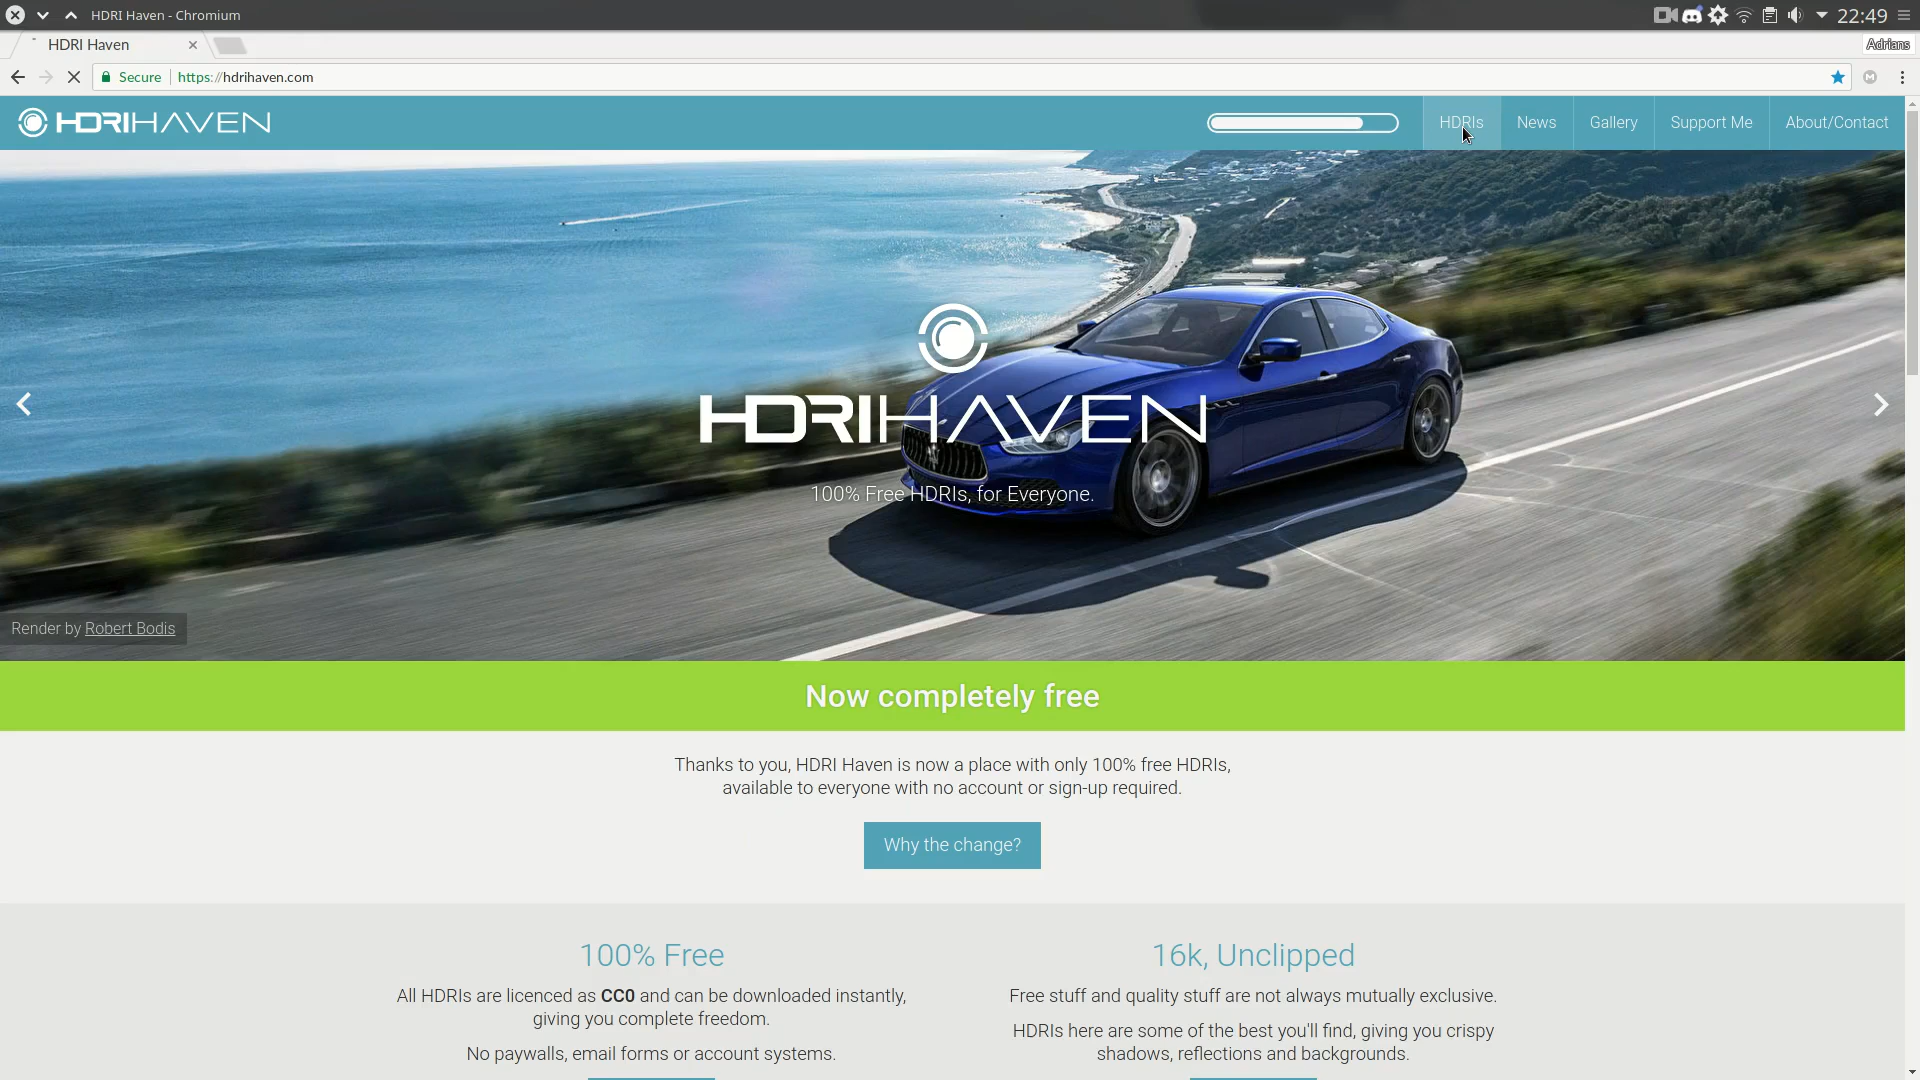 HDRI Haven - Chromium
22:49
HDRI Haven
Adrians
Secure
https://hdrihaven.com
HDRIHAVEN
HDRIs
News
Gallery
Support Me
About/Contact
HDRIHAVEN
100% Free HDRIs, for Everyone.
Render by Robert Bodis
Now completely free
Thanks to you, HDRI Haven is now a place with only 100% free HDRIs,
available to everyone with no account or sign-up required.
Why the change?
100% Free
All HDRIs are licenced as CC0 and can be downloaded instantly,
giving you complete freedom.
No paywalls, email forms or account systems.
16k, Unclipped
Free stuff and quality stuff are not always mutually exclusive.
HDRIs here are some of the best you'll find, giving you crispy
shadows, reflections and backgrounds.